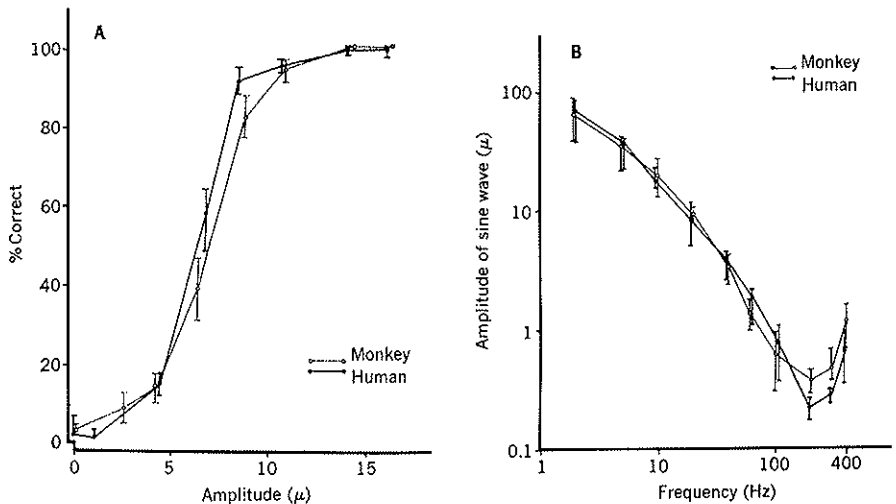 A
100
80
60
40
20
0
% Correct
0 5 10 15
Amplitude (μ)
Monkey
Human
B
Monkey
Human
100
10
1
0.1
Amplitude of sine wave (μ)
1 10 100 400
Frequency (Hz)